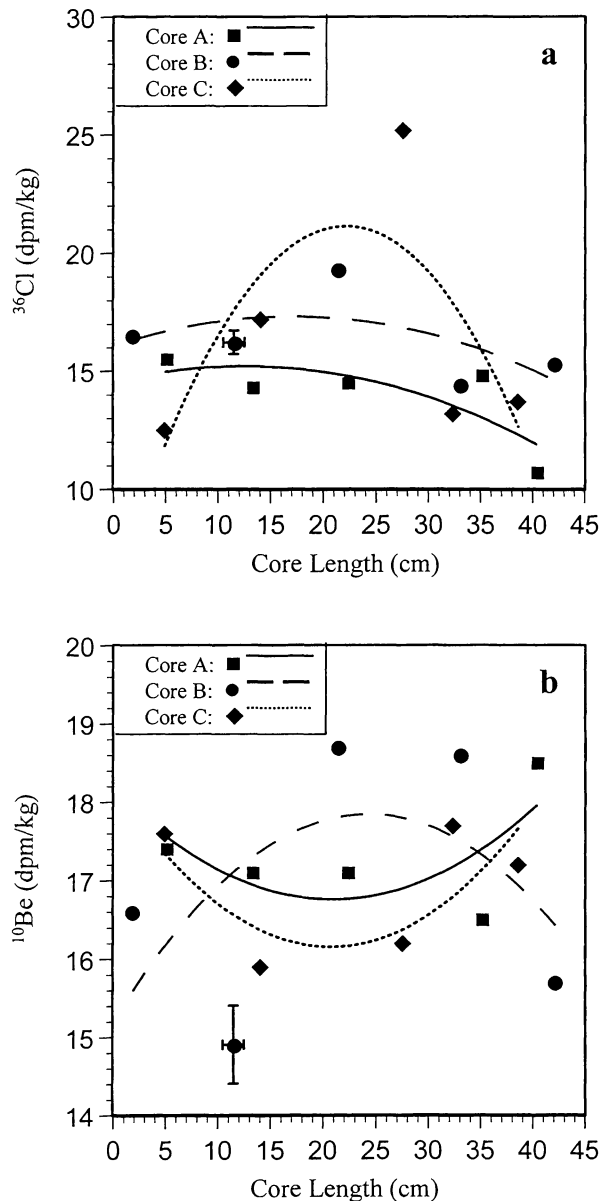 30
25
20
15
10
Core A:
Core B:
Core C:
a
³⁶Cl (dpm/kg)
0 5 10 15 20 25 30 35 40 45
Core Length (cm)
20
19
18
17
16
15
14
Core A:
Core B:
Core C:
b
¹⁰Be (dpm/kg)
0 5 10 15 20 25 30 35 40 45
Core Length (cm)